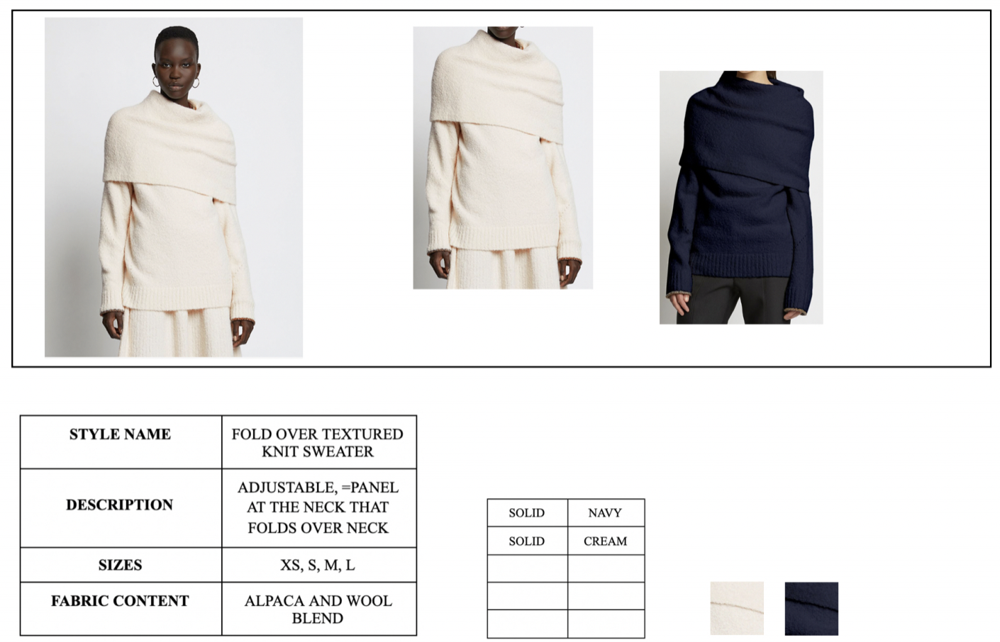 STYLE NAME
FOLD OVER TEXTURED
KNIT SWEATER
DESCRIPTION
ADJUSTABLE, =PANEL
AT THE NECK THAT
FOLDS OVER NECK
SIZES
XS, S, M, L
FABRIC CONTENT
ALPACA AND WOOL
BLEND
SOLID
NAVY
SOLID
CREAM